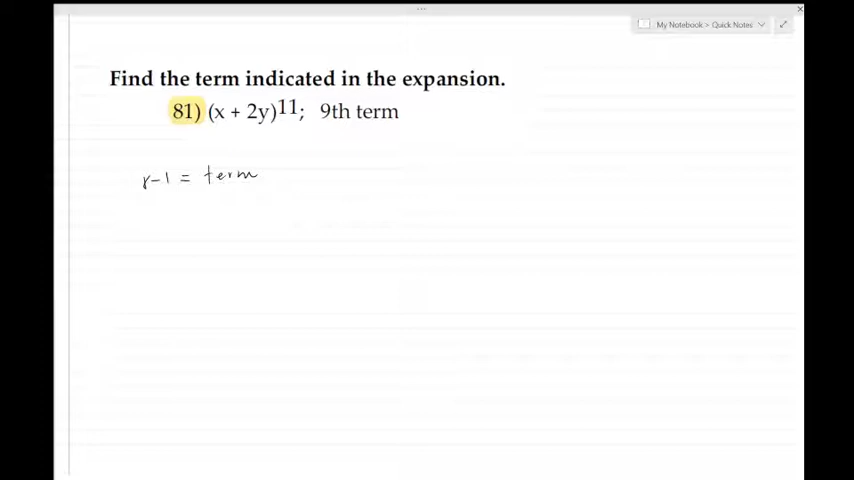 My Notebook > Quick Notes
Find the term indicated in the expansion.
81) (x + 2y)11; 9th term
r-1 = term